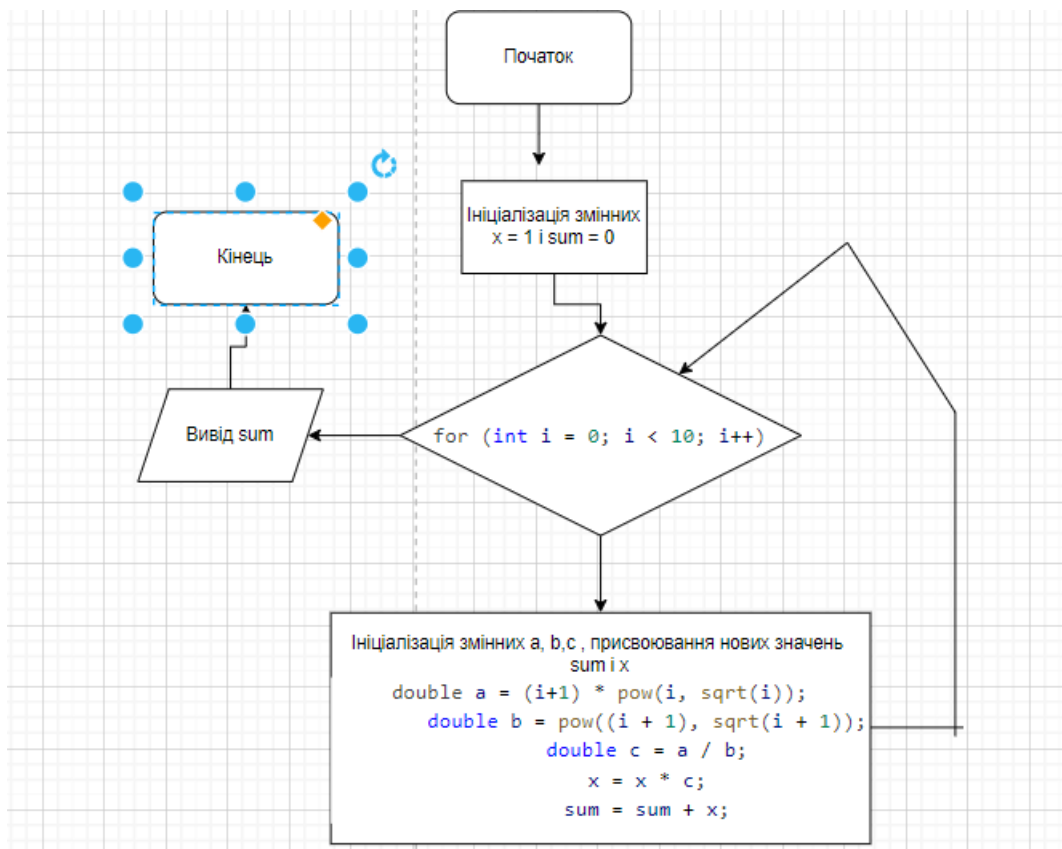 Початок
Ініціалізація змінних
x = 1 і sum = 0
Кінець
Вивід sum
for (int i = 0; i < 10; i++)
Ініціалізація змінних a, b,c , присвоювання нових значень
sum і x
double a = (i+1) * pow(i, sqrt(i));
double b = pow((i + 1), sqrt(i + 1));
double c = a / b;
x = x * c;
sum = sum + x;